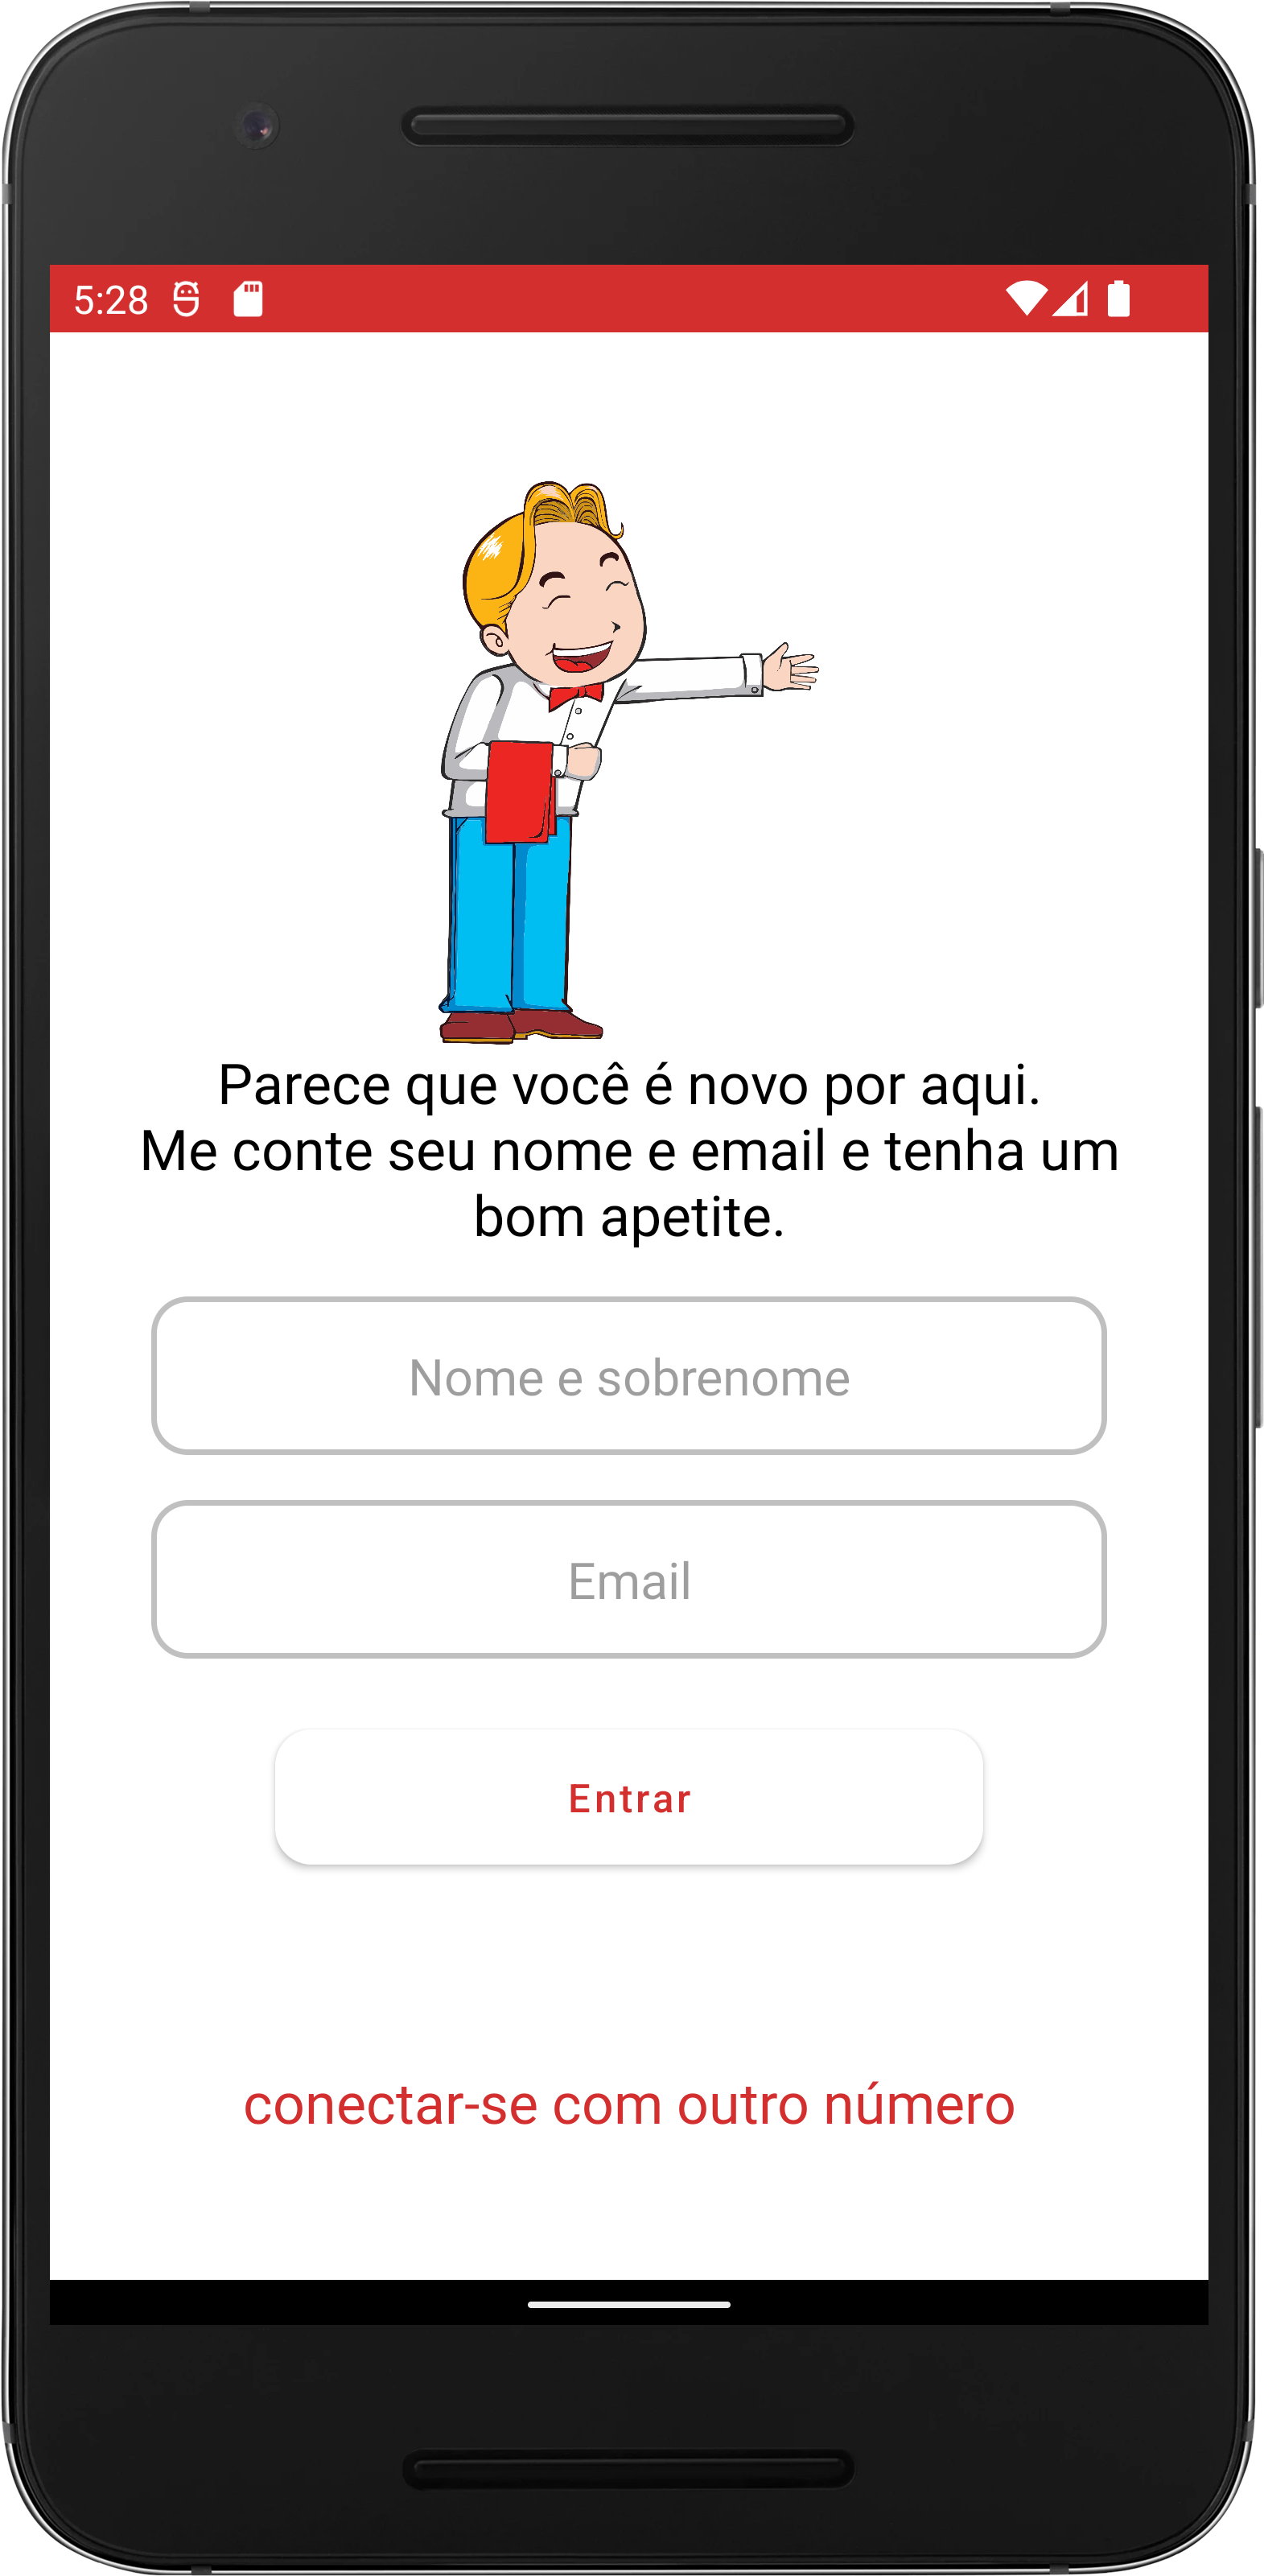 5:28
Parece que você é novo por aqui.
Me conte seu nome e email e tenha um
bom apetite.
Nome e sobrenome
Email
Entrar
conectar-se com outro número